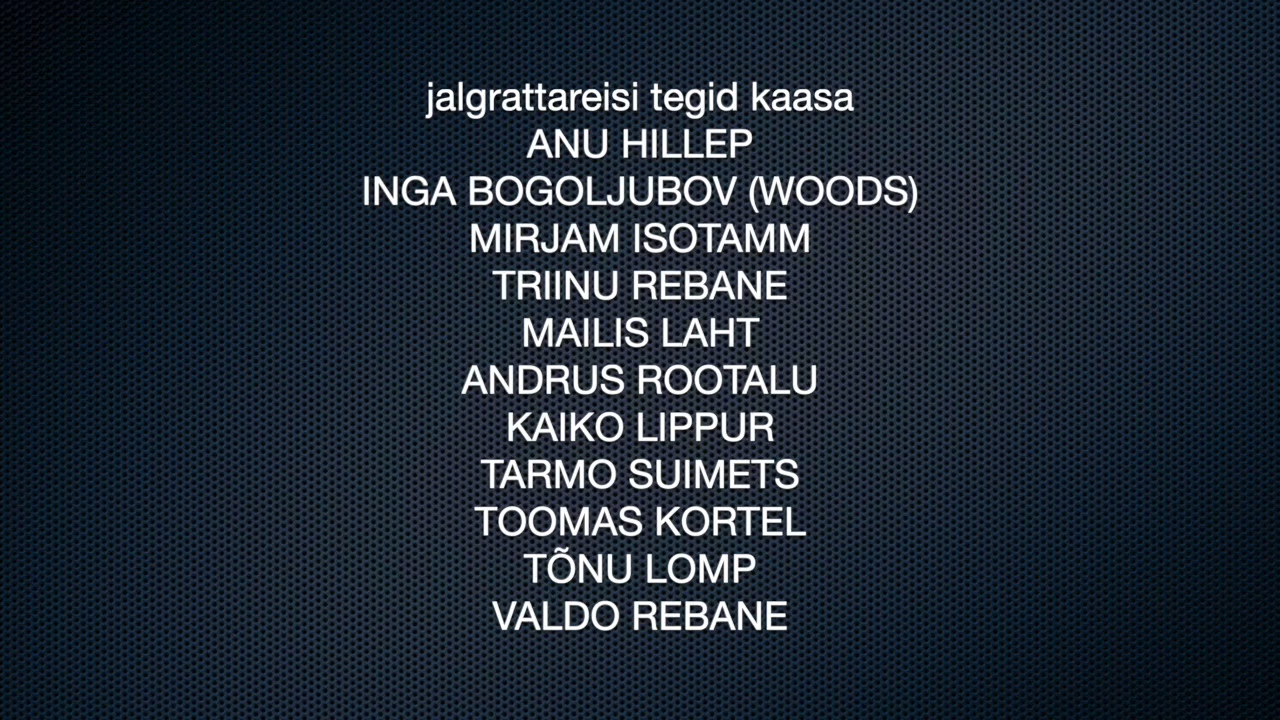 jalgrattareisi tegid kaasa
ANU HILLEP
INGA BOGOLJUBOV (WOODS)
MIRJAM ISOTAMM
TRIINU REBANE
MAILIS LAHT
ANDRUS ROOTALU
KAIKO LIPPUR
TARMO SUIMETS
TOOMAS KORTEL
TÕNU LOMP
VALDO REBANE